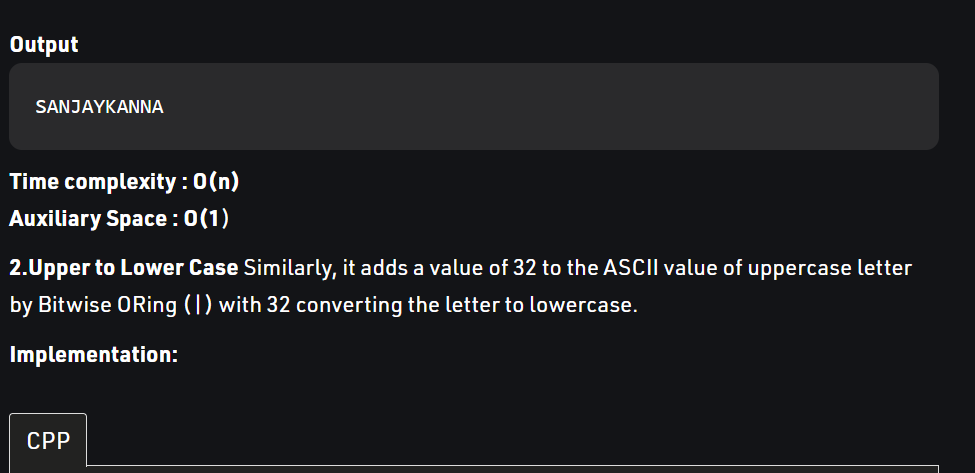 Output
SANJAYKANNA
Time complexity : O(n)
Auxiliary Space : O(1)
2.Upper to Lower Case Similarly, it adds a value of 32 to the ASCII value of uppercase letter
by Bitwise ORing (|) with 32 converting the letter to lowercase.
Implementation:
CPP